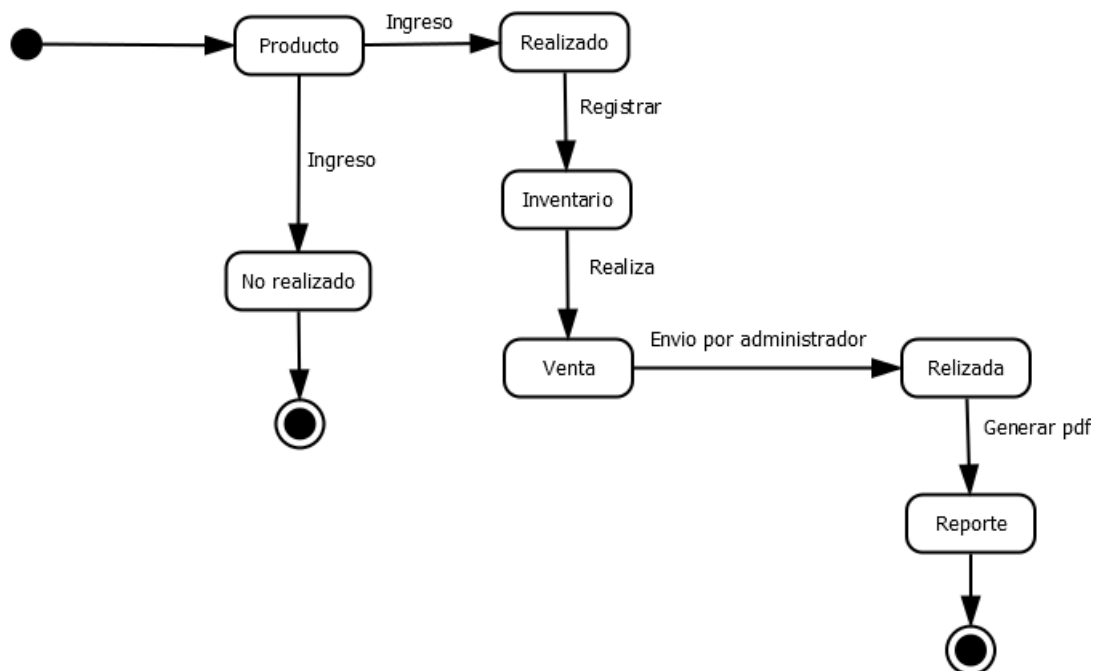 Ingreso
Producto
Realizado
Registrar
Ingreso
Inventario
Realiza
No realizado
Envio por administrador
Venta
Relizada
Generar pdf
Reporte